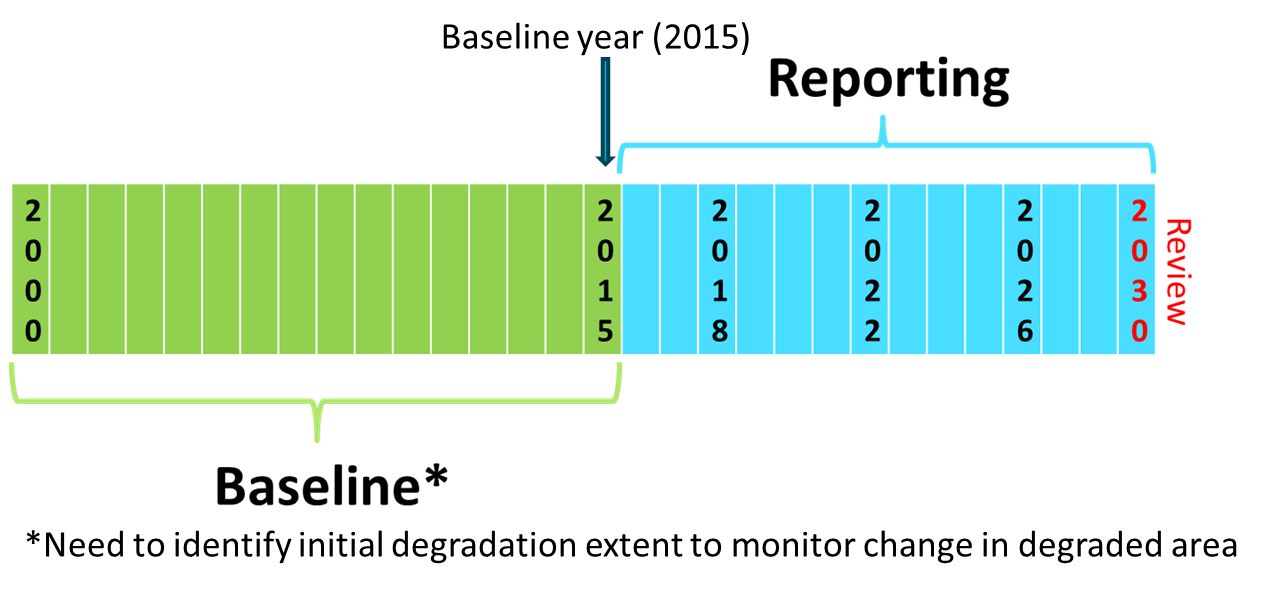 Baseline year (2015)
Reporting
2000
2015
2018
2022
2026
2030
Review
Baseline*
*Need to identify initial degradation extent to monitor change in degraded area